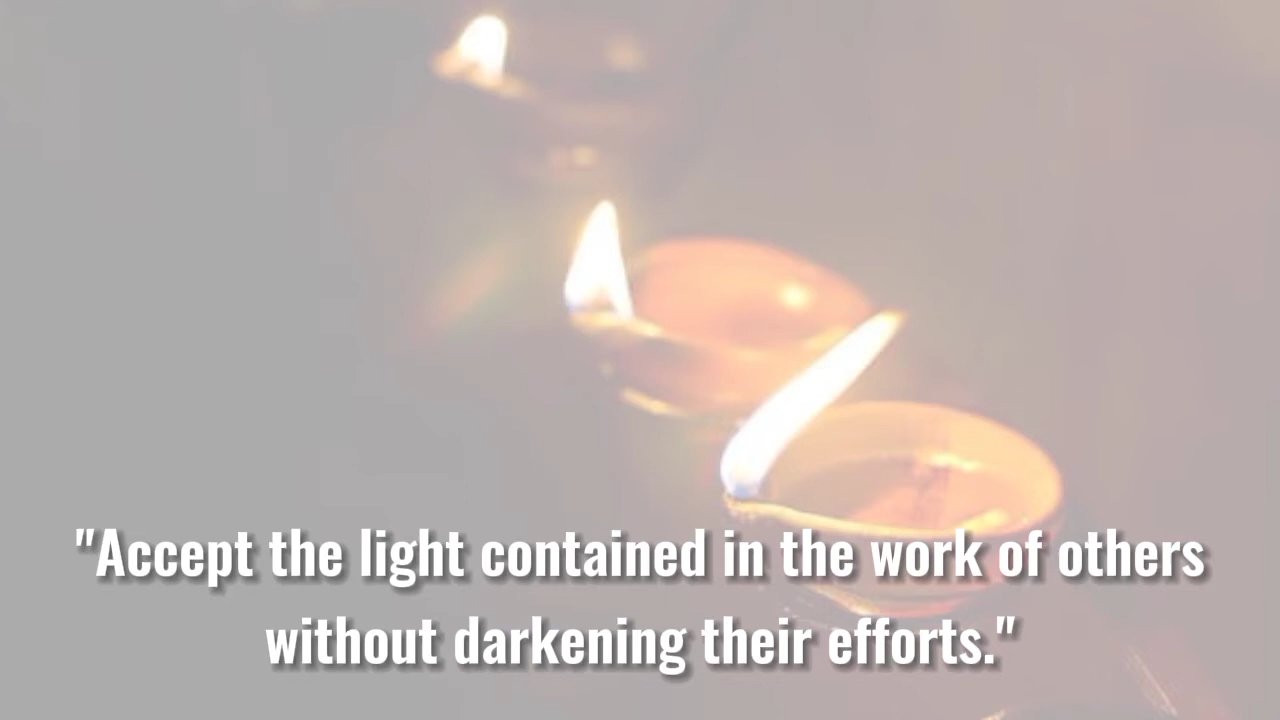 "Accept the light contained in the work of others
without darkening their efforts."